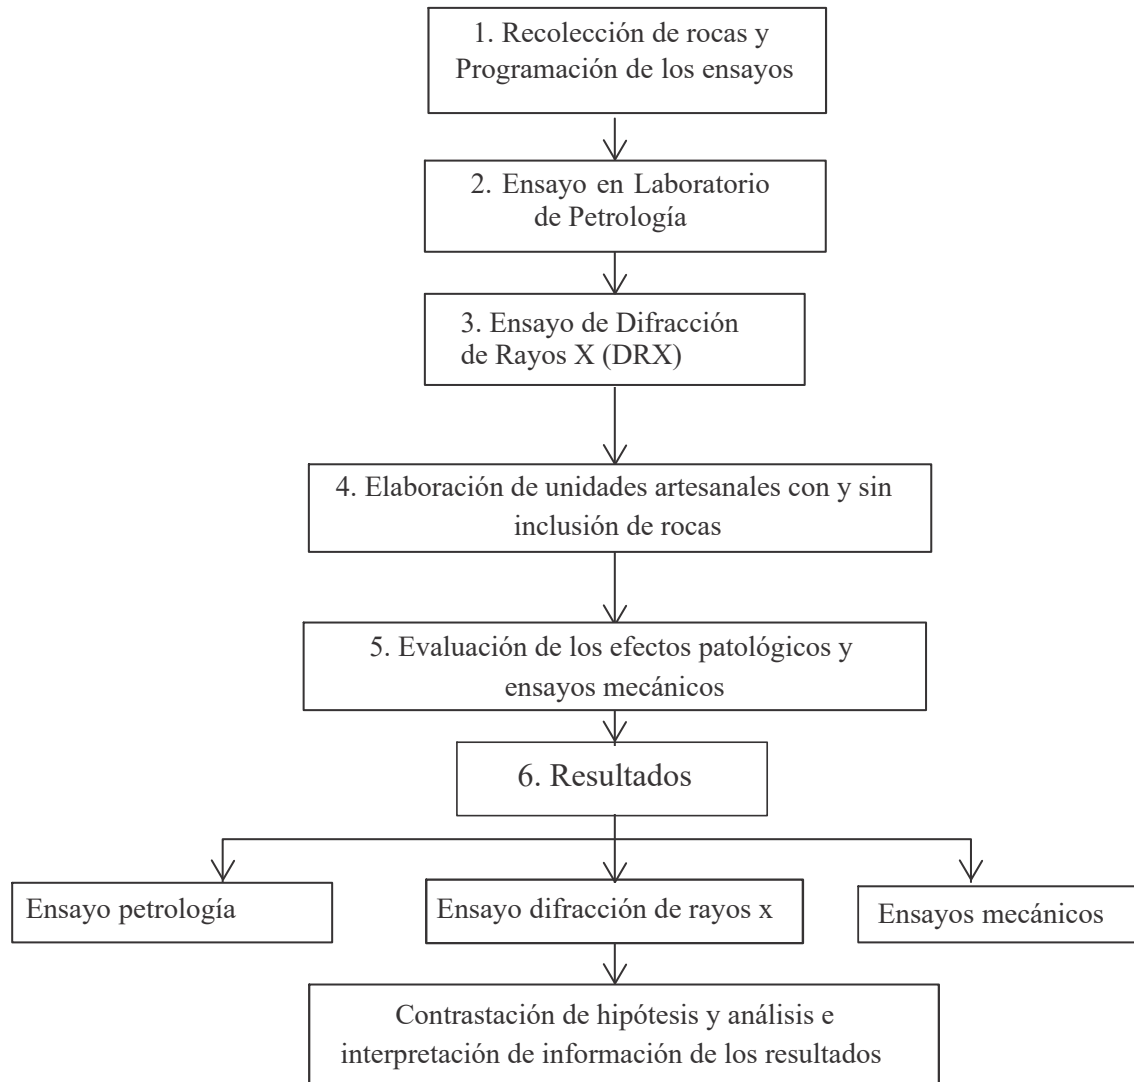 1. Recolección de rocas y
Programación de los ensayos
2. Ensayo en Laboratorio
de Petrología
3. Ensayo de Difracción
de Rayos X (DRX)
4. Elaboración de unidades artesanales con y sin
inclusión de rocas
5. Evaluación de los efectos patológicos y
ensayos mecánicos
6. Resultados
Ensayo petrología
Ensayo difracción de rayos x
Ensayos mecánicos
Contrastación de hipótesis y análisis e
interpretación de información de los resultados